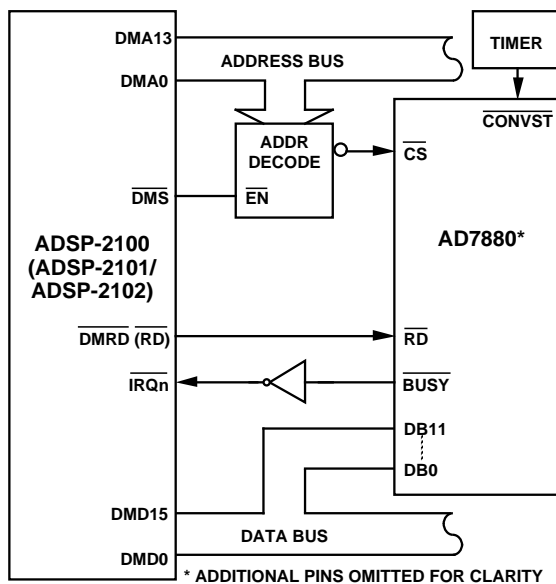 DMA13
ADDRESS BUS
TIMER
DMA0
CONVST
ADDR
DECODE
CS
DMS
EN
ADSP-2100
(ADSP-2101/
ADSP-2102)
AD7880*
DMRD (RD)
RD
IRQn
BUSY
DB11
DB0
DMD15
DATA BUS
DMD0
* ADDITIONAL PINS OMITTED FOR CLARITY